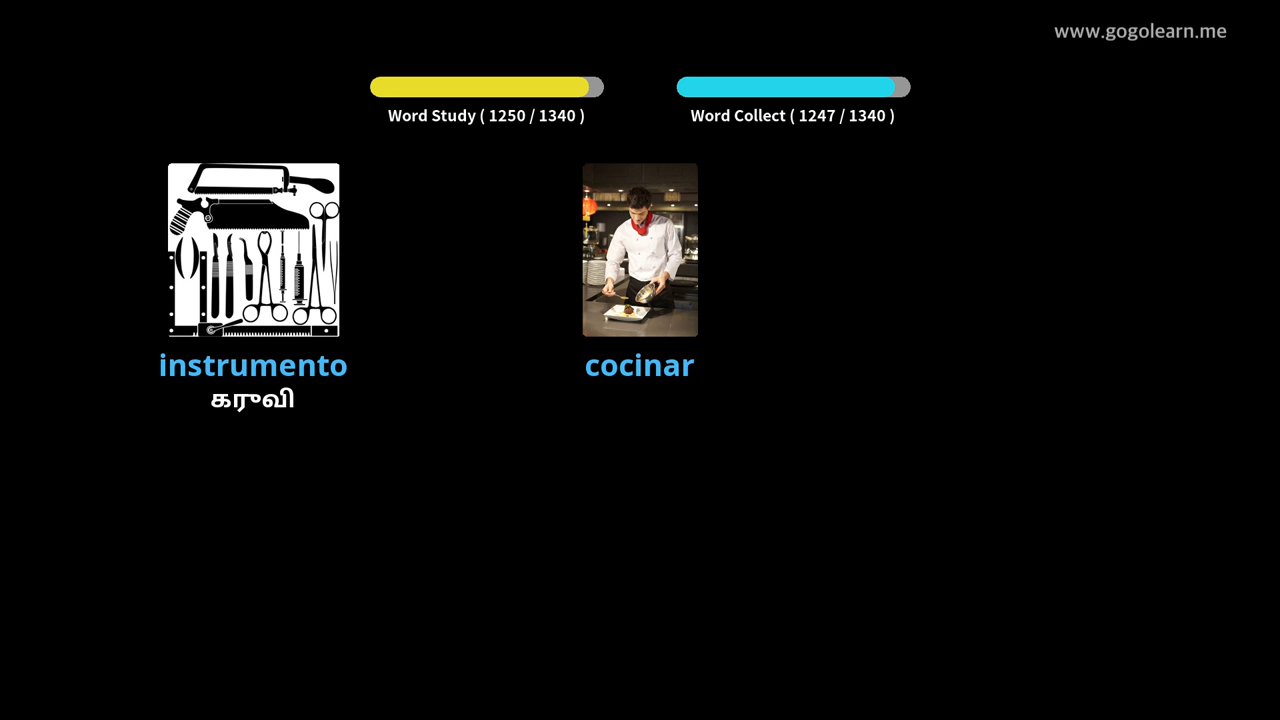 www.gogolearn.me
Word Study ( 1250 / 1340 )
Word Collect ( 1247 / 1340 )
instrumento
கருவி
cocinar